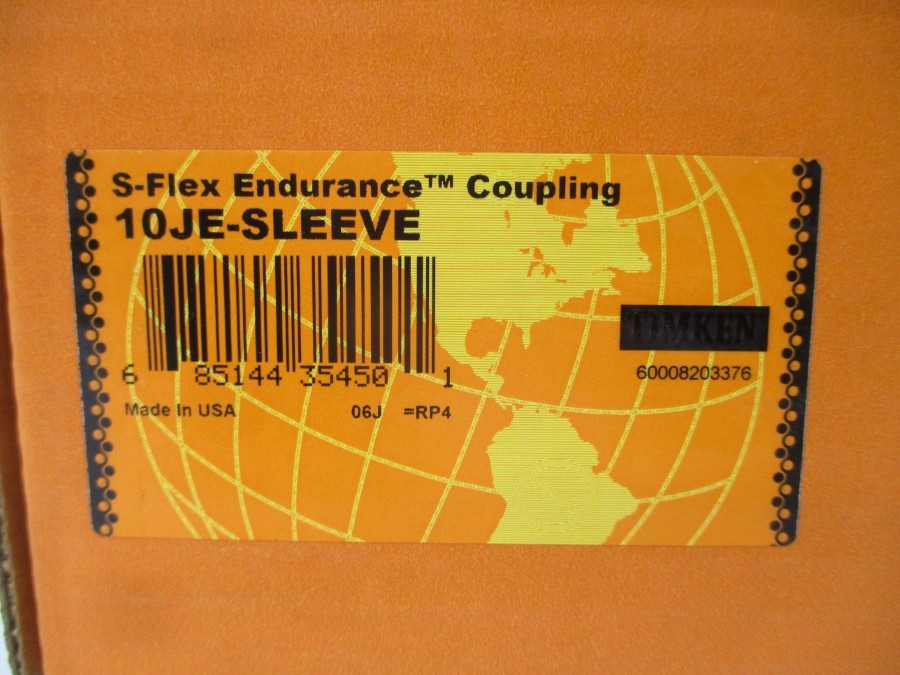 S-Flex Endurance™ Coupling
10JE-SLEEVE
TIMKEN
6 85144 35450 1
60008203376
Made In USA 06J =RP4